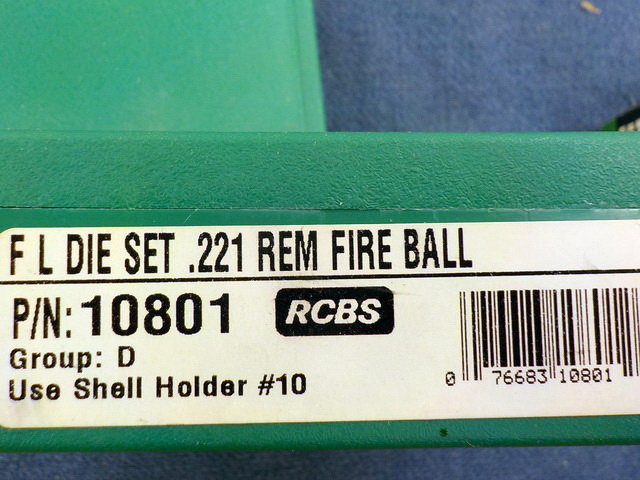 F L DIE SET .221 REM FIRE BALL
P/N: 10801 RCBS
Group: D
Use Shell Holder #10
0 76683 10801